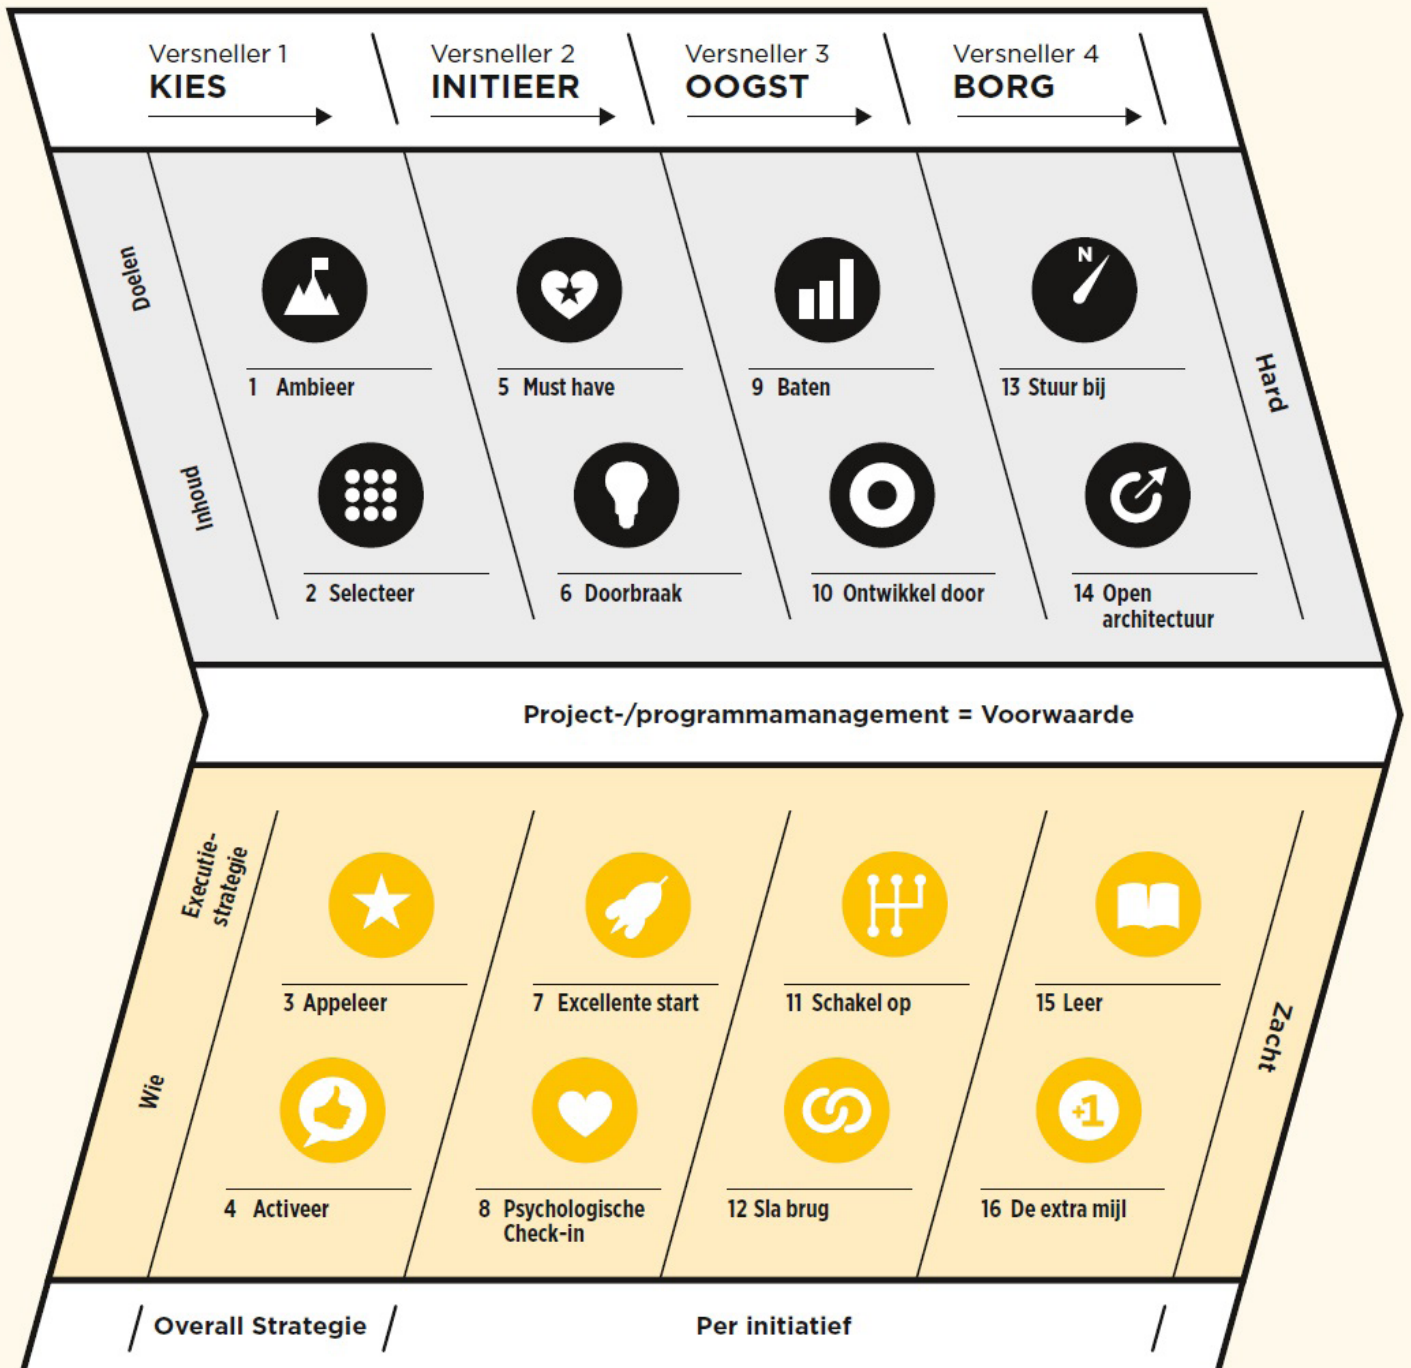 Versneller 1
KIES
Versneller 2
INITIEER
Versneller 3
OOGST
Versneller 4
BORG
Doelen
1 Ambieer
5 Must have
9 Baten
N
13 Stuur bij
Hard
Inhoud
2 Selecteer
6 Doorbraak
10 Ontwikkel door
14 Open
architectuur
Project-/programmamanagement = Voorwaarde
Executie-
strategie
3 Appeleer
7 Excellente start
11 Schakel op
15 Leer
Zacht
Wie
4 Activeer
8 Psychologische
Check-in
12 Sla brug
+1
16 De extra mijl
Overall Strategie
Per initiatief